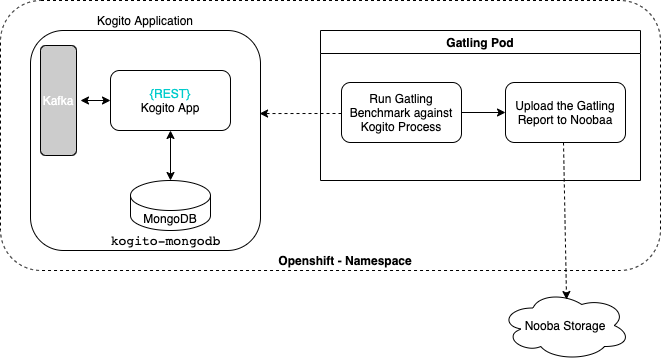 Kogito Application
Kafka
{REST}
Kogito App
MongoDB
kogito-mongodb
Gatling Pod
Run Gatling
Benchmark against
Kogito Process
Upload the Gatling
Report to Noobaa
Openshift - Namespace
Nooba Storage